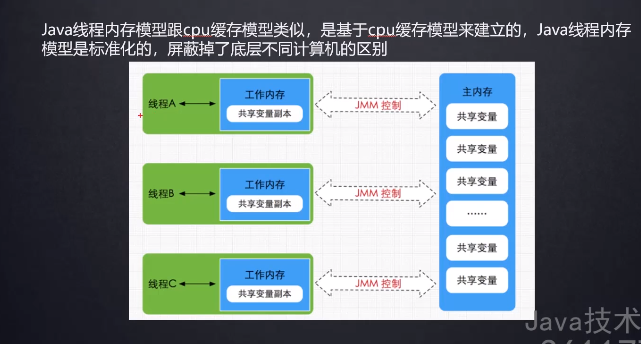 Java线程内存模型跟cpu缓存模型类似，是基于cpu缓存模型来建立的，Java线程内存
模型是标准化的，屏蔽掉了底层不同计算机的区别
线程A
工作内存
共享变量副本
JMM 控制
线程B
工作内存
共享变量副本
JMM 控制
线程C
工作内存
共享变量副本
JMM 控制
主内存
共享变量
共享变量
共享变量
······
共享变量
共享变量
Java技术